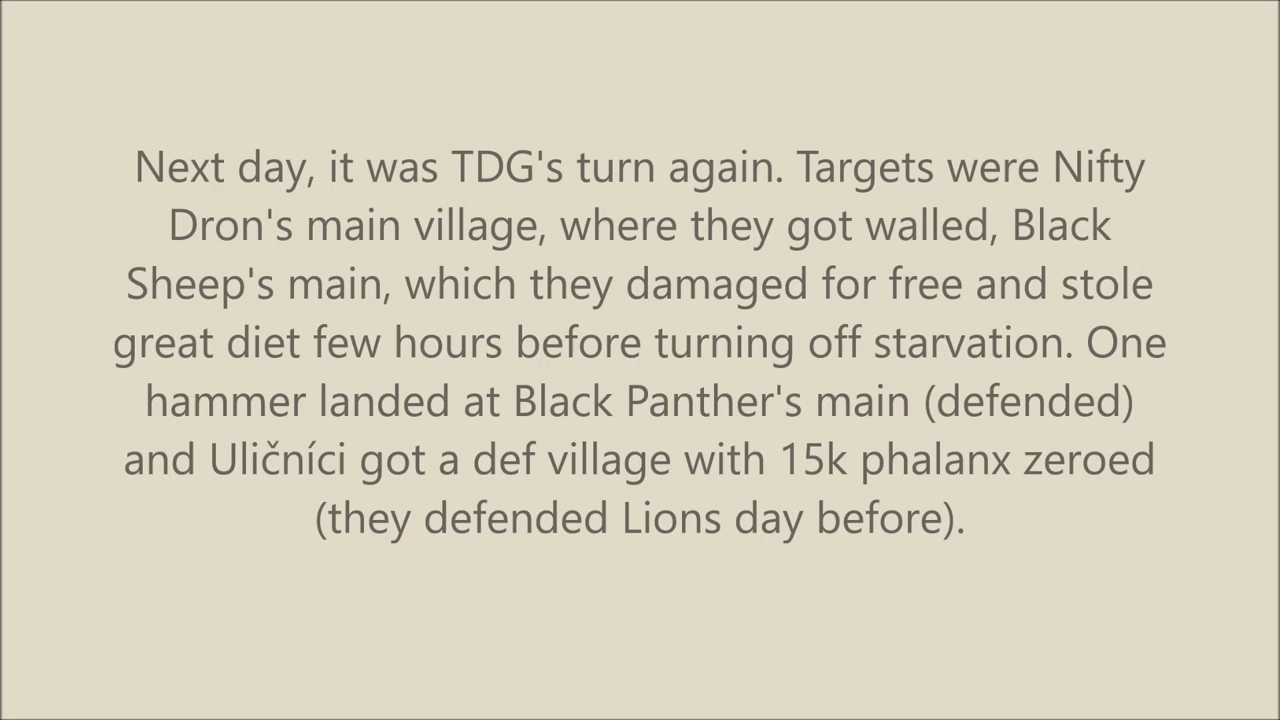 Next day, it was TDG's turn again. Targets were Nifty
Dron's main village, where they got walled, Black
Sheep's main, which they damaged for free and stole
great diet few hours before turning off starvation. One
hammer landed at Black Panther's main (defended)
and Uličníci got a def village with 15k phalanx zeroed
(they defended Lions day before).